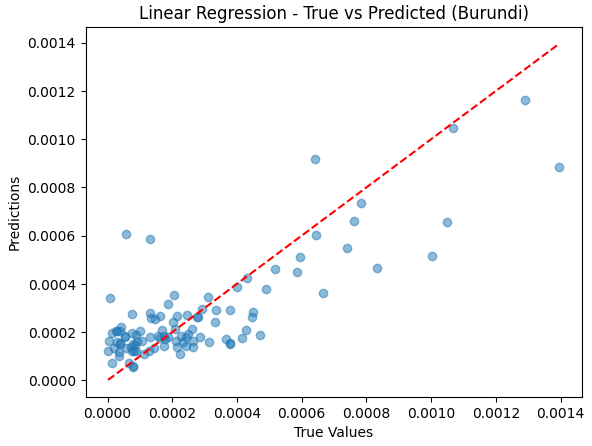 Linear Regression - True vs Predicted (Burundi)
0.0014
0.0012
0.0010
0.0008
0.0006
0.0004
0.0002
0.0000
Predictions
0.0000 0.0002 0.0004 0.0006 0.0008 0.0010 0.0012 0.0014
True Values